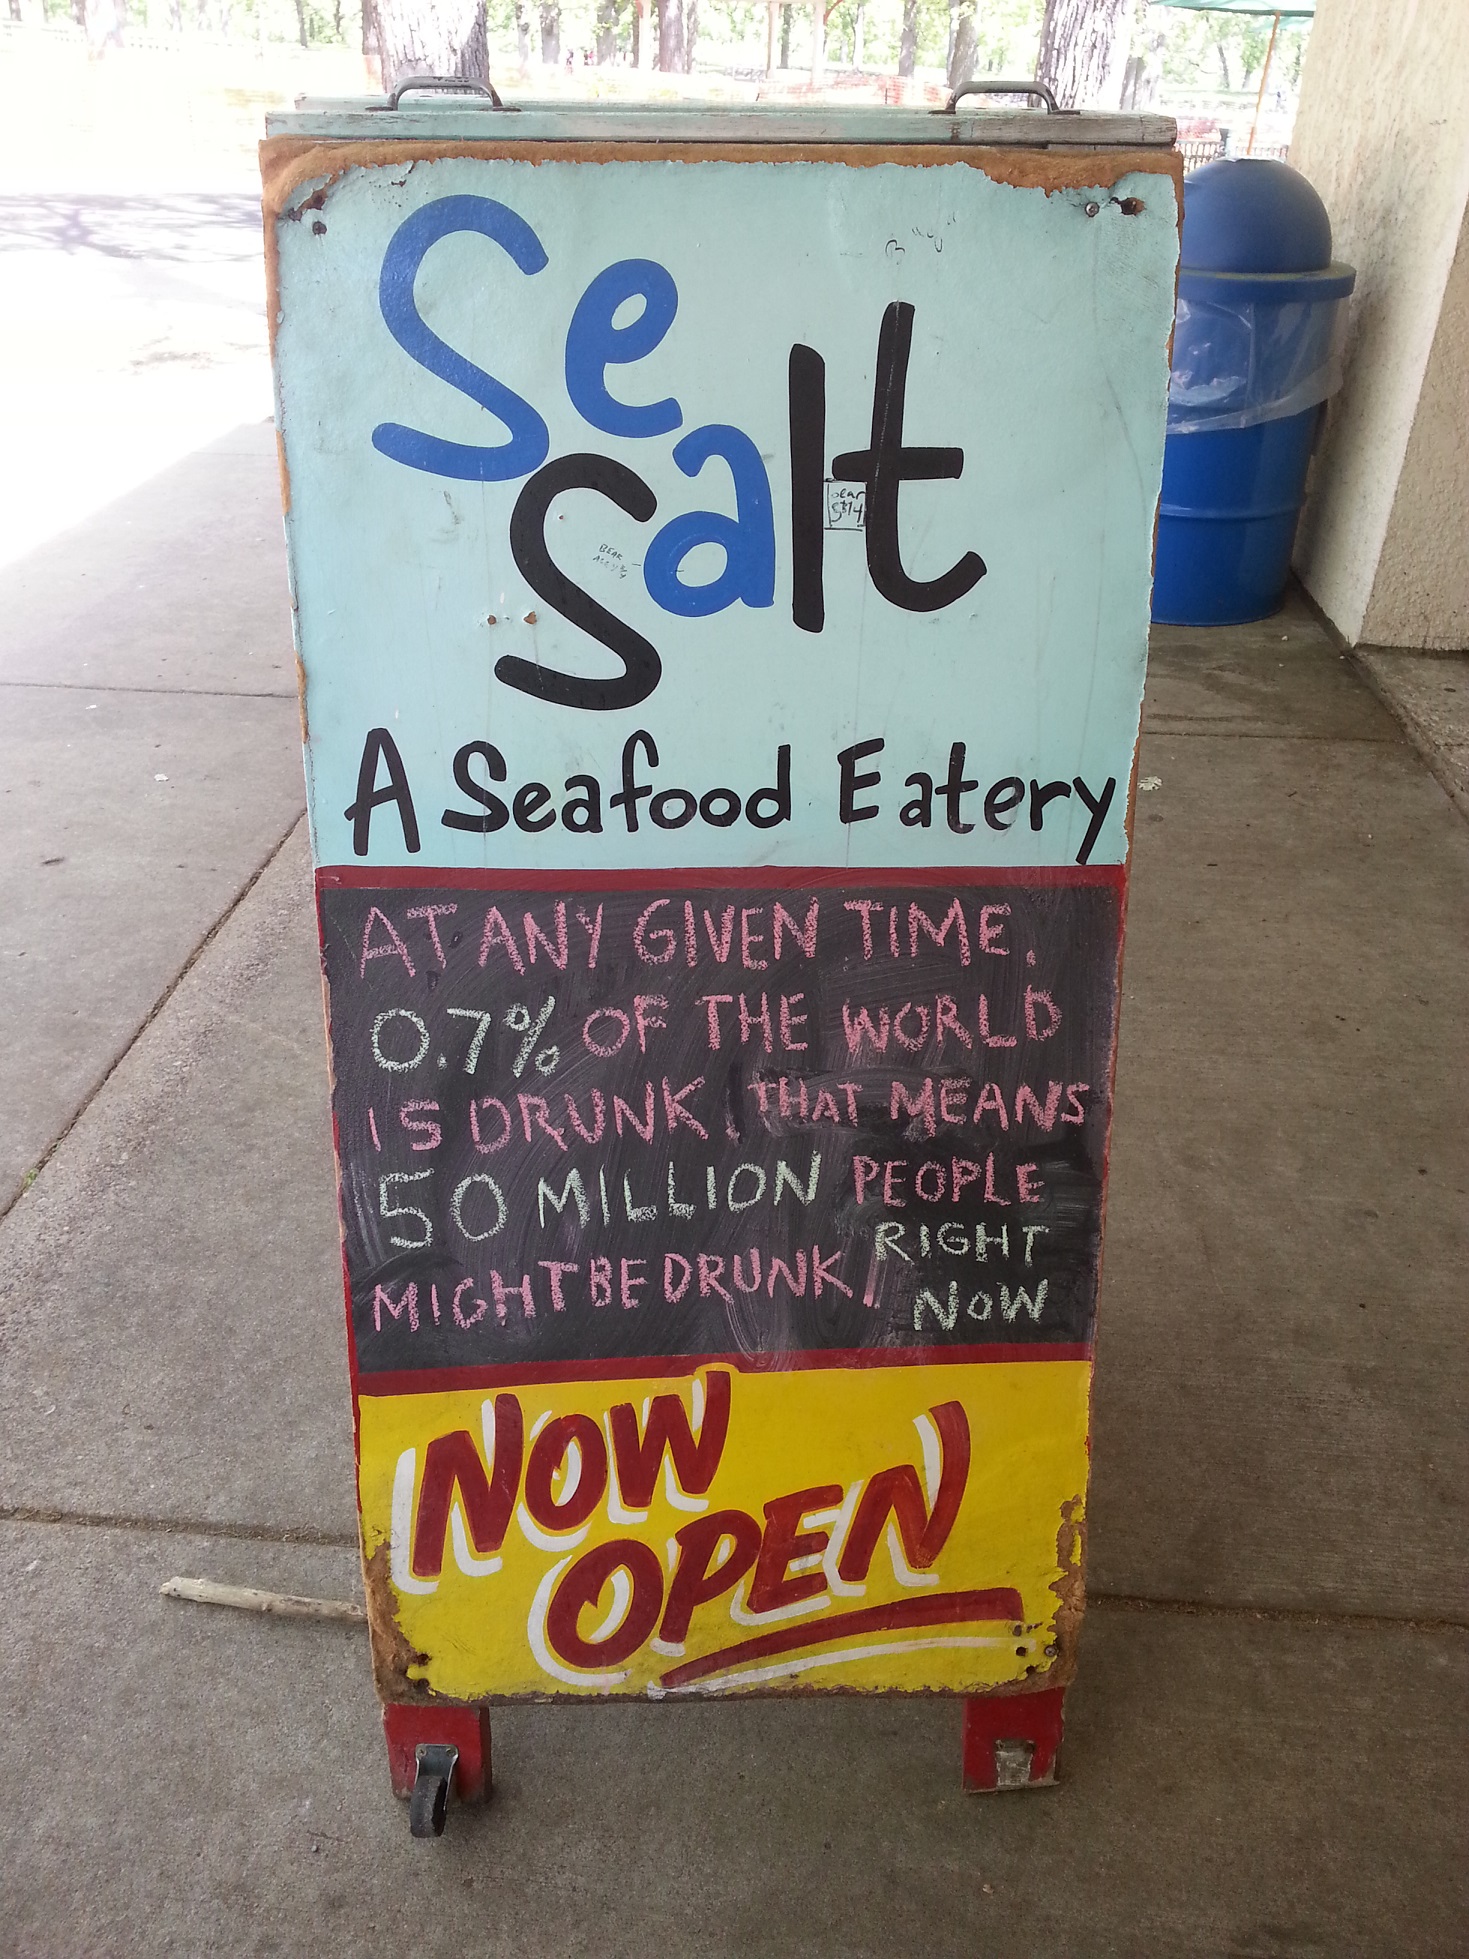 Sea
Salt
A Seafood Eatery
AT ANY GIVEN TIME,
0.7% OF THE WORLD
IS DRUNK, THAT MEANS
50 MILLION PEOPLE
MIGHT BE DRUNK, RIGHT
NOW
NOW
OPEN